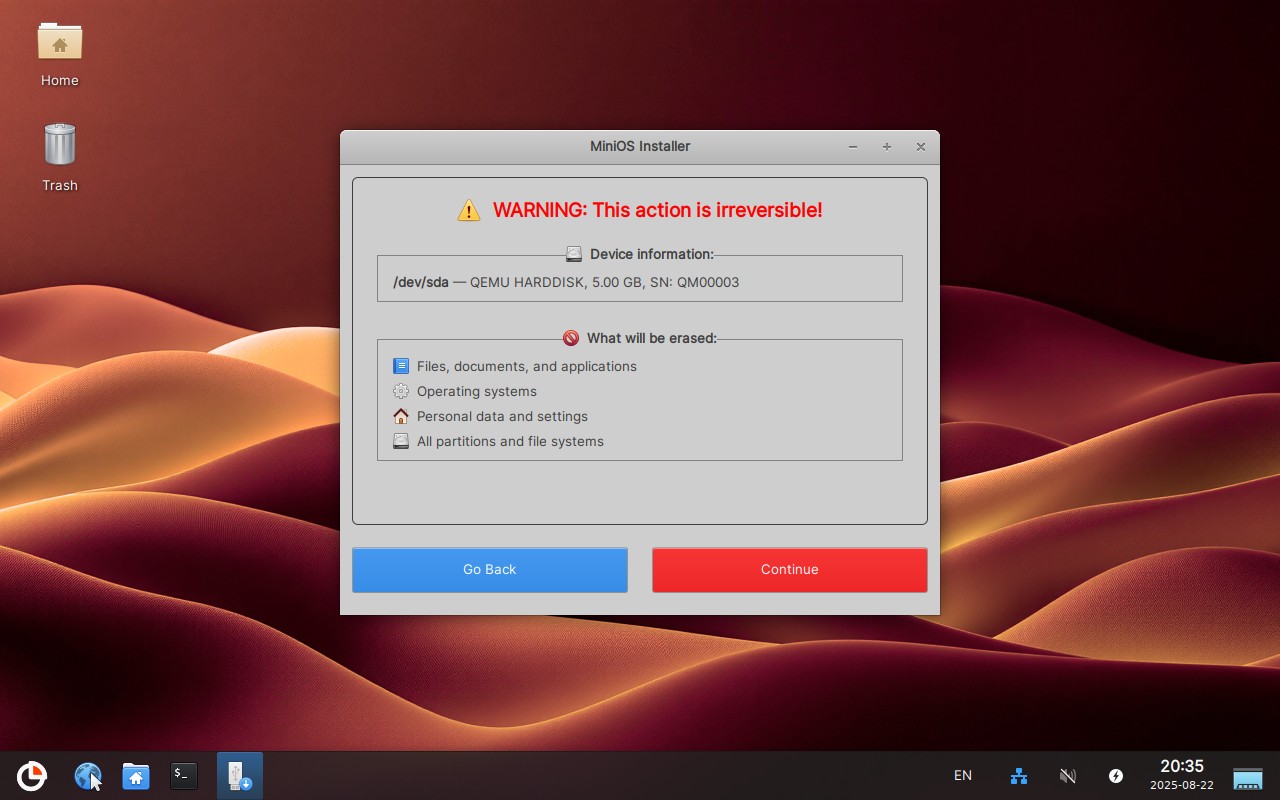 Home
Trash
MiniOS Installer
WARNING: This action is irreversible!
Device information:
/dev/sda — QEMU HARDDISK, 5.00 GB, SN: QM00003
What will be erased:
Files, documents, and applications
Operating systems
Personal data and settings
All partitions and file systems
Go Back
Continue
$_
EN
20:35
2025-08-22